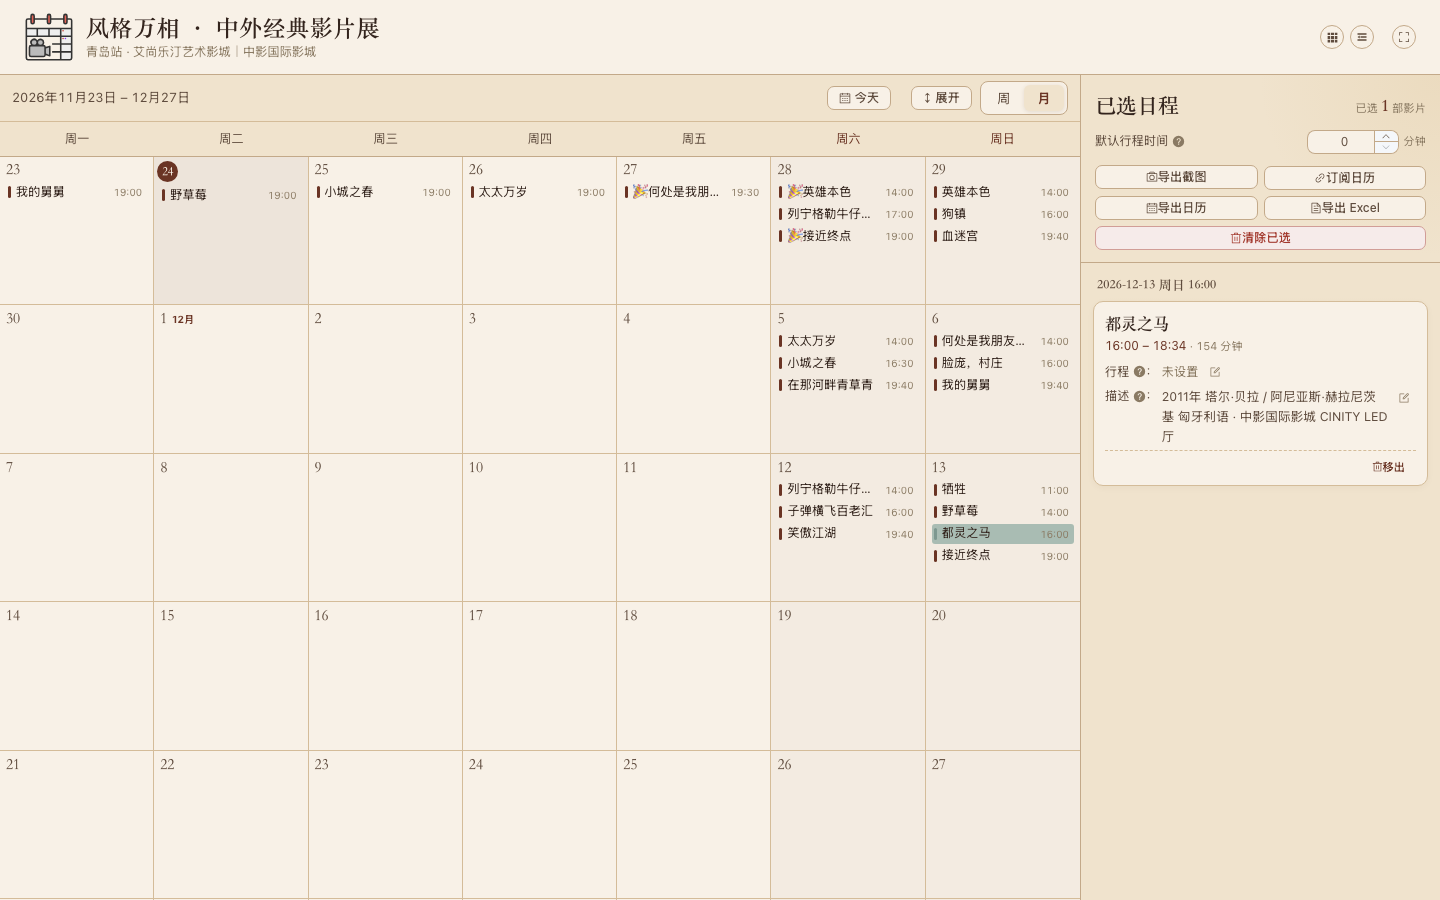 风格万相 · 中外经典影片展
青岛站 · 艾尚乐汀艺术影城｜中影国际影城
2026年11月23日 – 12月27日
今天
展开
周
月
周一
周二
周三
周四
周五
周六
周日
23
我的舅舅 19:00
24
野草莓 19:00
25
小城之春 19:00
26
太太万岁 19:00
27
🎉何处是我朋… 19:30
28
🎉英雄本色 14:00
列宁格勒牛仔… 17:00
🎉接近终点 19:00
29
英雄本色 14:00
狗镇 16:00
血迷宫 19:40
30
1 12月
2
3
4
5
太太万岁 14:00
小城之春 16:30
在那河畔青草青 19:40
6
何处是我朋友… 14:00
脸庞，村庄 16:00
我的舅舅 19:40
7
8
9
10
11
12
列宁格勒牛仔… 14:00
子弹横飞百老汇 16:00
笑傲江湖 19:40
13
牺牲 11:00
野草莓 14:00
都灵之马 16:00
接近终点 19:00
14
15
16
17
18
19
20
21
22
23
24
25
26
27
已选日程
已选 1 部影片
默认行程时间 ?
0
分钟
导出截图
订阅日历
导出日历
导出 Excel
清除已选
2026-12-13 周日 16:00
都灵之马
16:00 – 18:34 · 154 分钟
行程 ?： 未设置
描述 ?： 2011年 塔尔·贝拉 / 阿尼亚斯·赫拉尼茨
基 匈牙利语 · 中影国际影城 CINITY LED
厅
移出